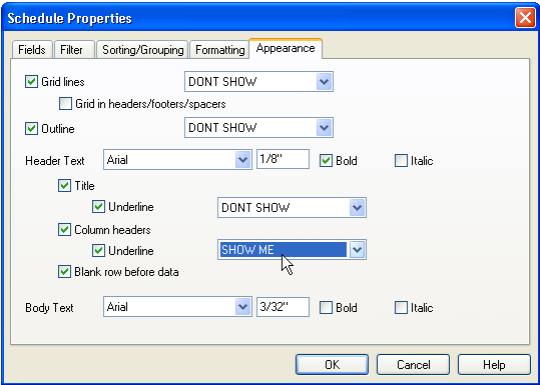 Schedule Properties
Fields Filter Sorting/Grouping Formatting Appearance
Grid lines DONT SHOW
Grid in headers/footers/spacers
Outline DONT SHOW
Header Text Arial 1/8" Bold Italic
Title
Underline DONT SHOW
Column headers
Underline SHOW ME
Blank row before data
Body Text Arial 3/32" Bold Italic
OK Cancel Help